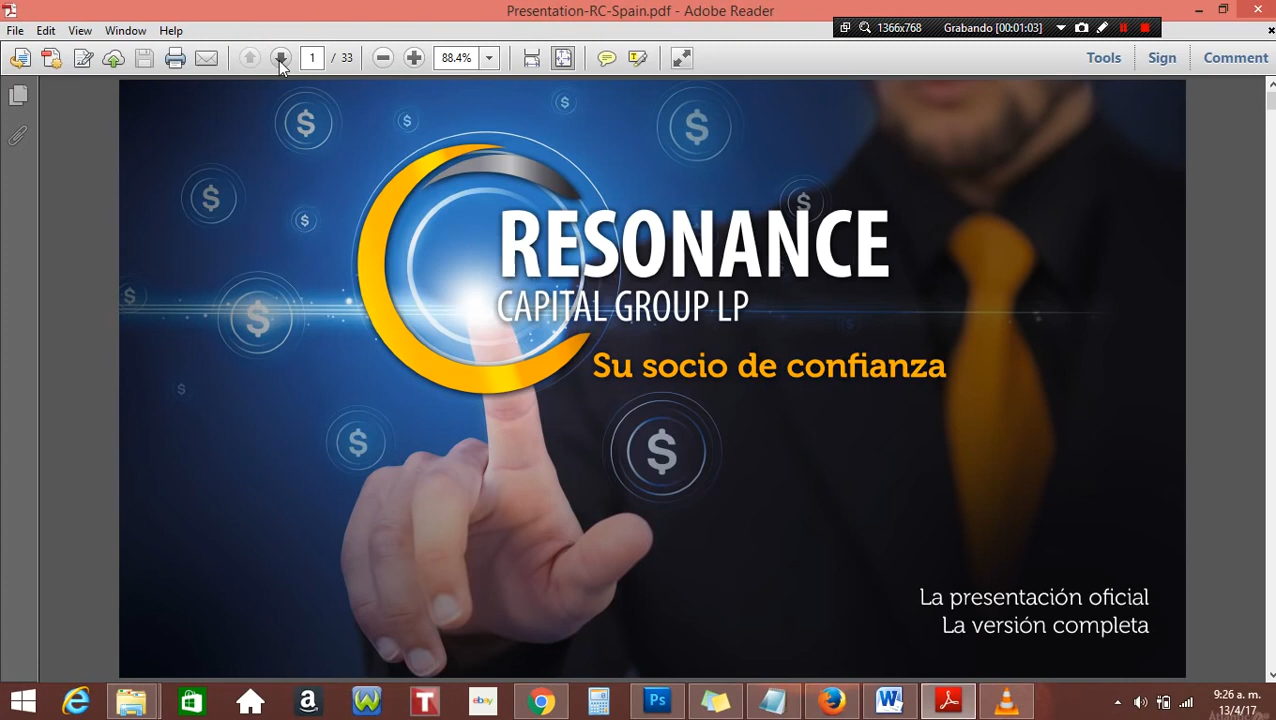 Presentation-RC-Spain.pdf - Adobe Reader
1366x768 Grabando (00:01:03)
File Edit View Window Help
1 / 33 88.4% Tools Sign Comment
RESONANCE
CAPITAL GROUP LP
Su socio de confianza
La presentación oficial
La versión completa
amazon
ebay
9:26 a. m.
13/4/17